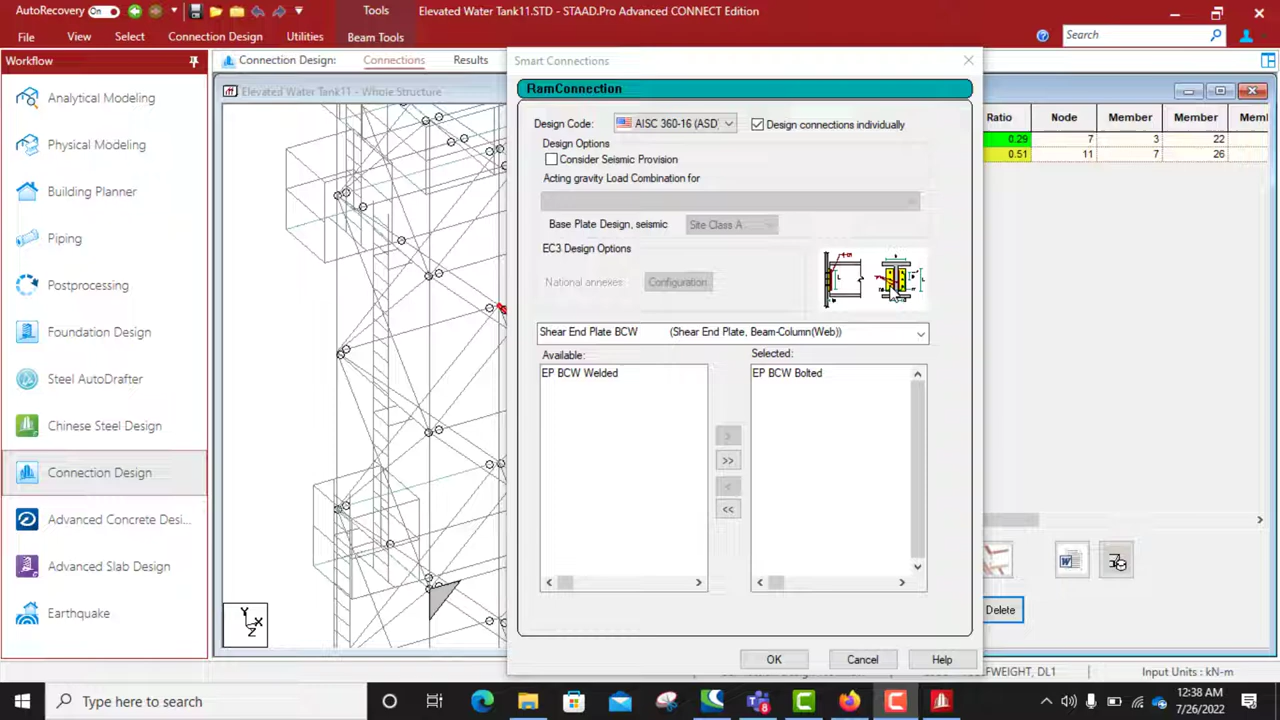 AutoRecovery On
Tools
Elevated Water Tank11.STD - STAAD.Pro Advanced CONNECT Edition
File
View
Select
Connection Design
Utilities
Beam Tools
Search
Workflow
Connection Design:
Connections
Results
Analytical Modeling
Physical Modeling
Building Planner
Piping
Postprocessing
Foundation Design
Steel AutoDrafter
Chinese Steel Design
Connection Design
Advanced Concrete Desi...
Advanced Slab Design
Earthquake
Elevated Water Tank11 - Whole Structure
Y
X
Z
Smart Connections
RamConnection
Design Code:
AISC 360-16 (ASD)
Design connections individually
Design Options
Consider Seismic Provision
Acting gravity Load Combination for
Base Plate Design, seismic
Site Class A
EC3 Design Options
National annexes:
Configuration
Shear End Plate BCW (Shear End Plate, Beam-Column(Web))
Available:
Selected:
EP BCW Welded
EP BCW Bolted
>
>>
<
<<
OK
Cancel
Help
Ratio Node Member Member
0.29 7 3 22
0.51 11 7 26
Delete
Input Units : kN-m
Type here to search
12:38 AM
7/26/2022